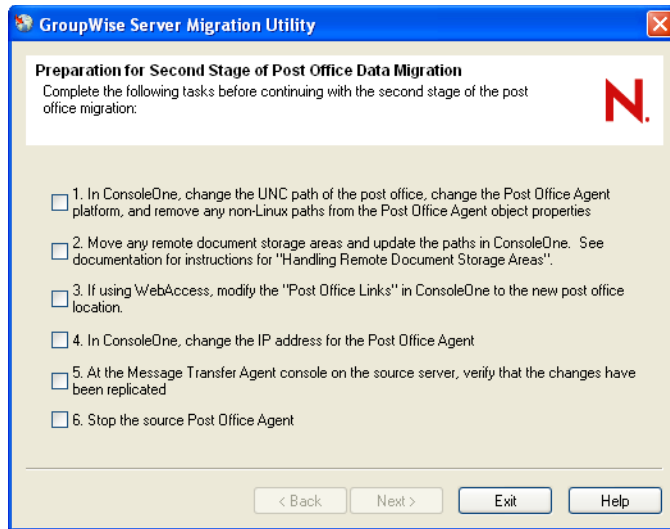 GroupWise Server Migration Utility
Preparation for Second Stage of Post Office Data Migration
Complete the following tasks before continuing with the second stage of the post
office migration:
N.
1. In ConsoleOne, change the UNC path of the post office, change the Post Office Agent
platform, and remove any non-Linux paths from the Post Office Agent object properties
2. Move any remote document storage areas and update the paths in ConsoleOne. See
documentation for instructions for "Handling Remote Document Storage Areas".
3. If using WebAccess, modify the "Post Office Links" in ConsoleOne to the new post office
location.
4. In ConsoleOne, change the IP address for the Post Office Agent
5. At the Message Transfer Agent console on the source server, verify that the changes have
been replicated
6. Stop the source Post Office Agent
< Back Next > Exit Help